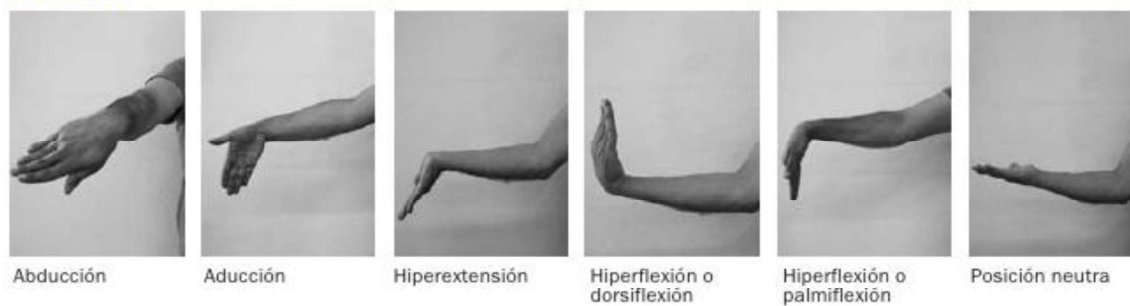 Abducción
Aducción
Hiperextensión
Hiperflexión o
dorsiflexión
Hiperflexión o
palmiflexión
Posición neutra